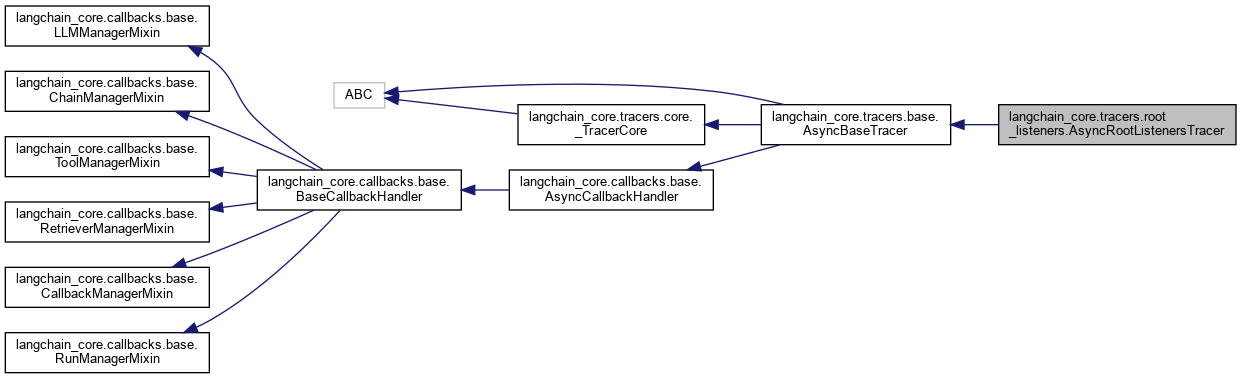 langchain_core.callbacks.base.
LLMManagerMixin
langchain_core.callbacks.base.
ChainManagerMixin
langchain_core.callbacks.base.
ToolManagerMixin
langchain_core.callbacks.base.
RetrieverManagerMixin
langchain_core.callbacks.base.
CallbackManagerMixin
langchain_core.callbacks.base.
RunManagerMixin
langchain_core.callbacks.base.
BaseCallbackHandler
ABC
langchain_core.tracers.core.
_TracerCore
langchain_core.callbacks.base.
AsyncCallbackHandler
langchain_core.tracers.base.
AsyncBaseTracer
langchain_core.tracers.root
_listeners.AsyncRootListenersTracer